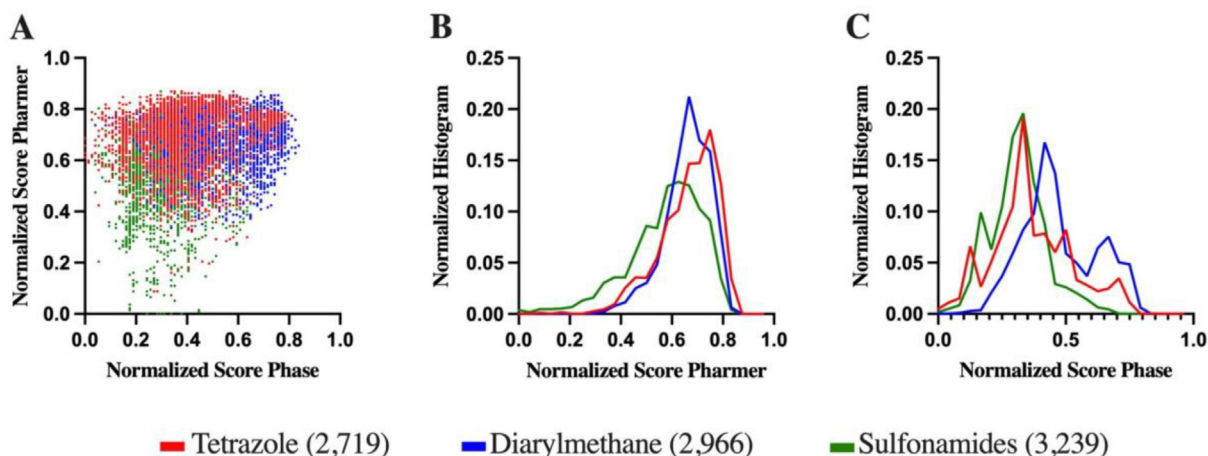 A
Normalized Score Pharmer
1.0
0.8
0.6
0.4
0.2
0.0
0.0 0.2 0.4 0.6 0.8 1.0
Normalized Score Phase
B
Normalized Histogram
0.25
0.20
0.15
0.10
0.05
0.00
0.0 0.2 0.4 0.6 0.8 1.0
Normalized Score Pharmer
C
Normalized Histogram
0.25
0.20
0.15
0.10
0.05
0.00
0.0 0.5 1.0
Normalized Score Phase
Tetrazole (2,719) Diarylmethane (2,966) Sulfonamides (3,239)